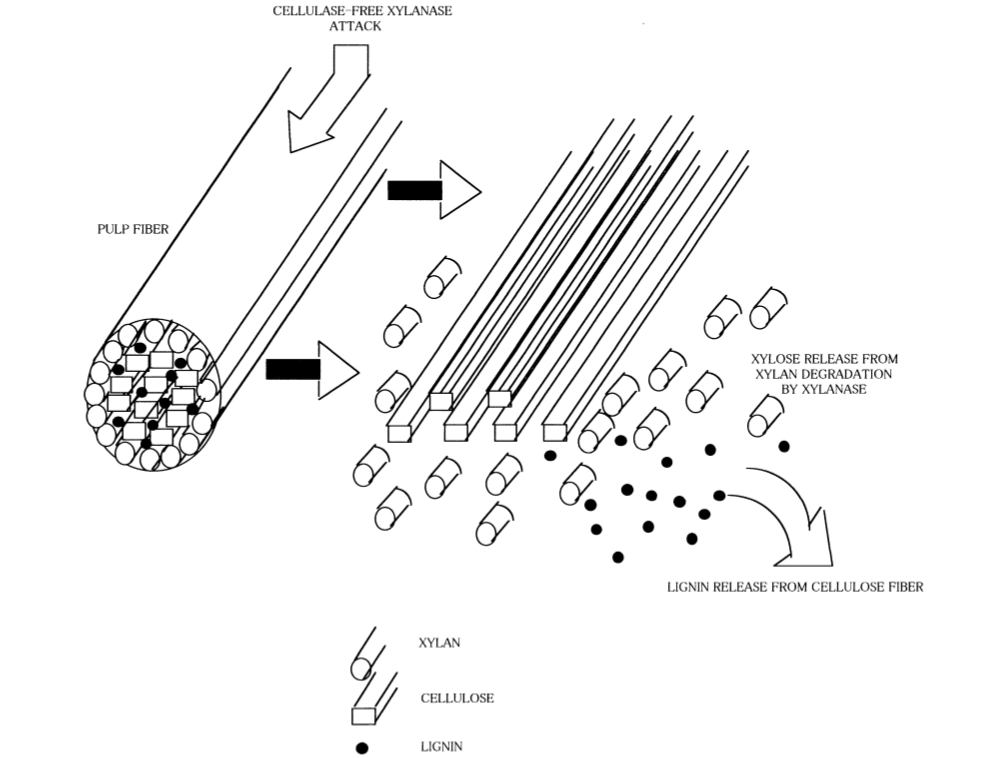 CELLULASE-FREE XYLANASE
ATTACK
PULP FIBER
XYLOSE RELEASE FROM
XYLAN DEGRADATION
BY XYLANASE
LIGNIN RELEASE FROM CELLULOSE FIBER
XYLAN
CELLULOSE
LIGNIN